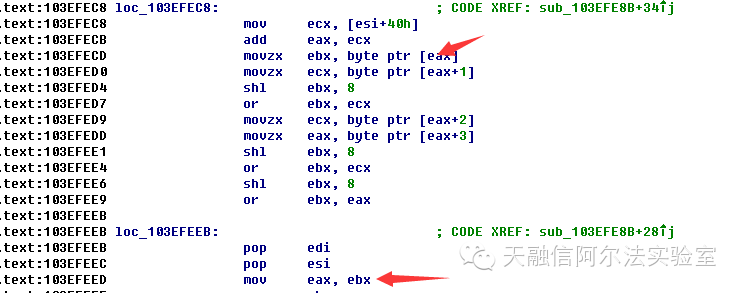 .text:103EFEC8 loc_103EFEC8: ; CODE XREF: sub_103EFE8B+34↑j
.text:103EFEC8 mov ecx, [esi+40h]
.text:103EFECB add eax, ecx
.text:103EFECD movzx ebx, byte ptr [eax]
.text:103EFED0 movzx ecx, byte ptr [eax+1]
.text:103EFED4 shl ebx, 8
.text:103EFED7 or ebx, ecx
.text:103EFED9 movzx ecx, byte ptr [eax+2]
.text:103EFEDD movzx eax, byte ptr [eax+3]
.text:103EFEE1 shl ebx, 8
.text:103EFEE4 or ebx, ecx
.text:103EFEE6 shl ebx, 8
.text:103EFEE9 or ebx, eax
.text:103EFEEB
.text:103EFEEB loc_103EFEEB: ; CODE XREF: sub_103EFE8B+28↑j
.text:103EFEEB pop edi
.text:103EFEEC pop esi
.text:103EFEED mov eax, ebx
天融信阿尔法实验室